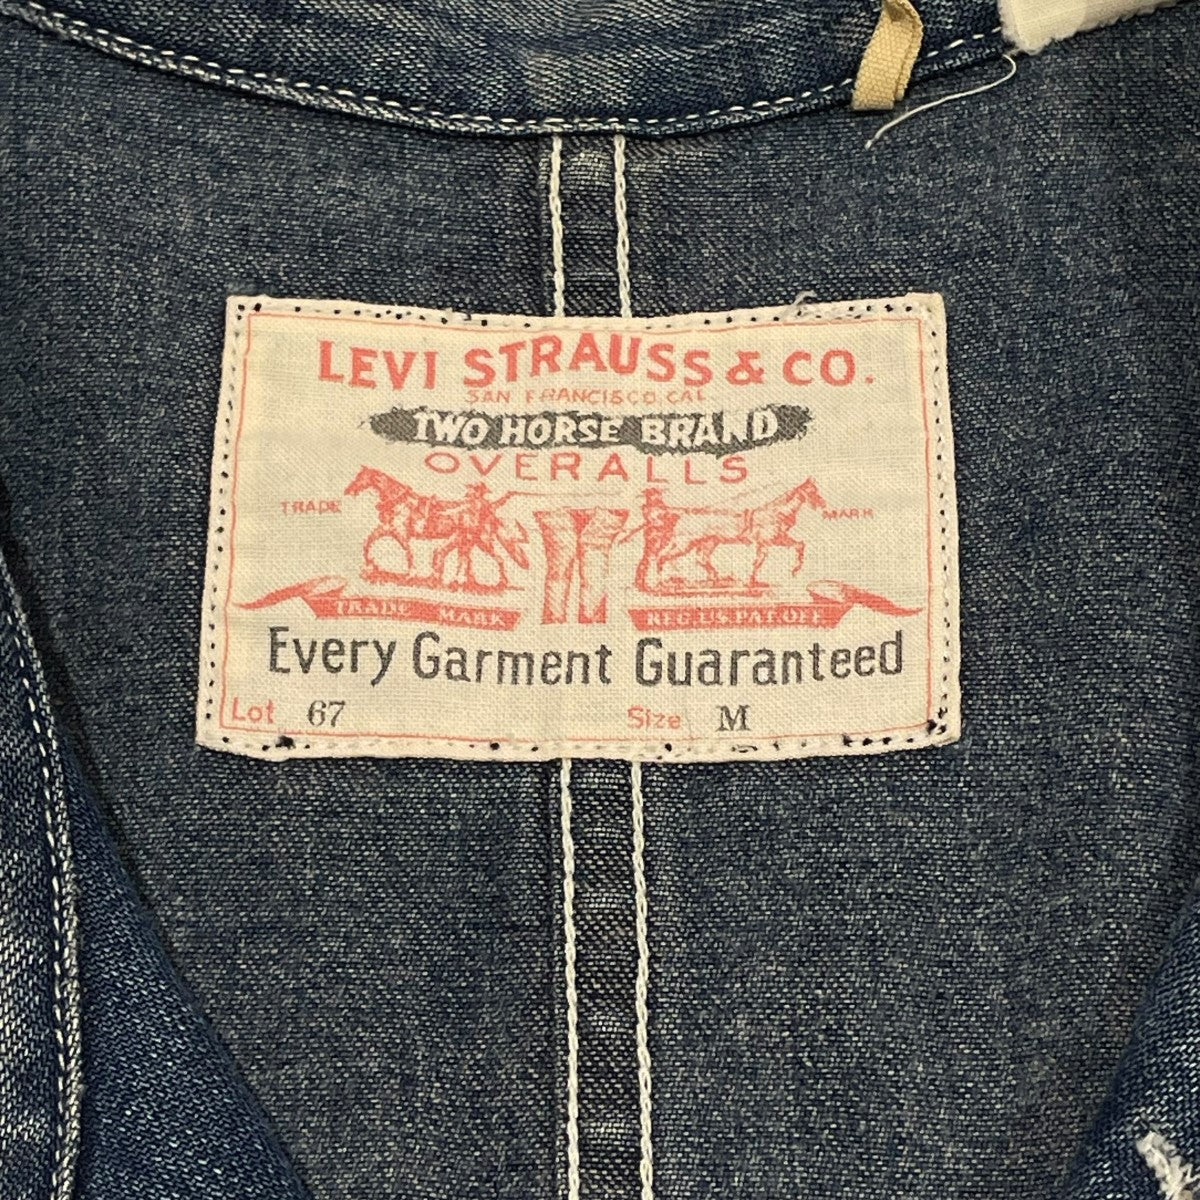 LEVI STRAUSS & CO.
SAN FRANCISCO, CAL.
TWO HORSE BRAND
OVERALLS
TRADE MARK
TRADE MARK REG.U.S.PAT.OFF.
Every Garment Guaranteed
Lot 67 Size M